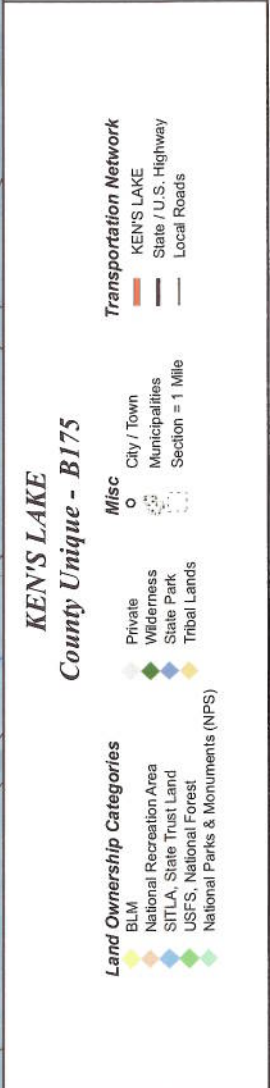 KEN'S LAKE
County Unique - B175
Land Ownership Categories
BLM
National Recreation Area
SITLA, State Trust Land
USFS, National Forest
National Parks & Monuments (NPS)
Private
Wilderness
State Park
Tribal Lands
Misc
City / Town
Municipalities
Section = 1 Mile
Transportation Network
KEN'S LAKE
State / U.S. Highway
Local Roads